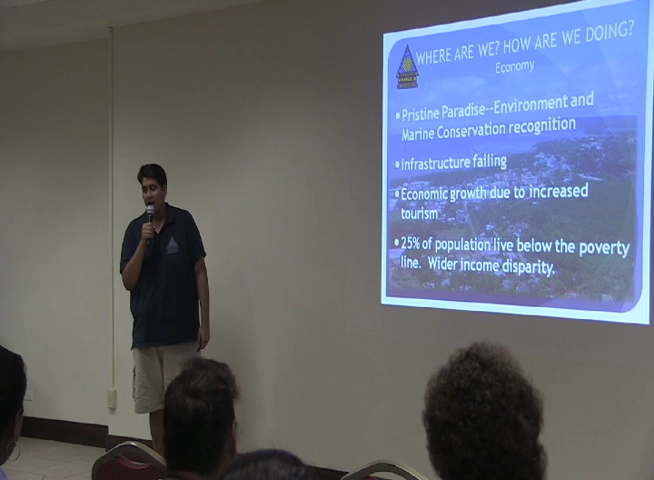 WHERE ARE WE? HOW ARE WE DOING?
Economy
• Pristine Paradise--Environment and
Marine Conservation recognition
• Infrastructure failing
• Economic growth due to increased
tourism
• 25% of population live below the poverty
line. Wider income disparity.